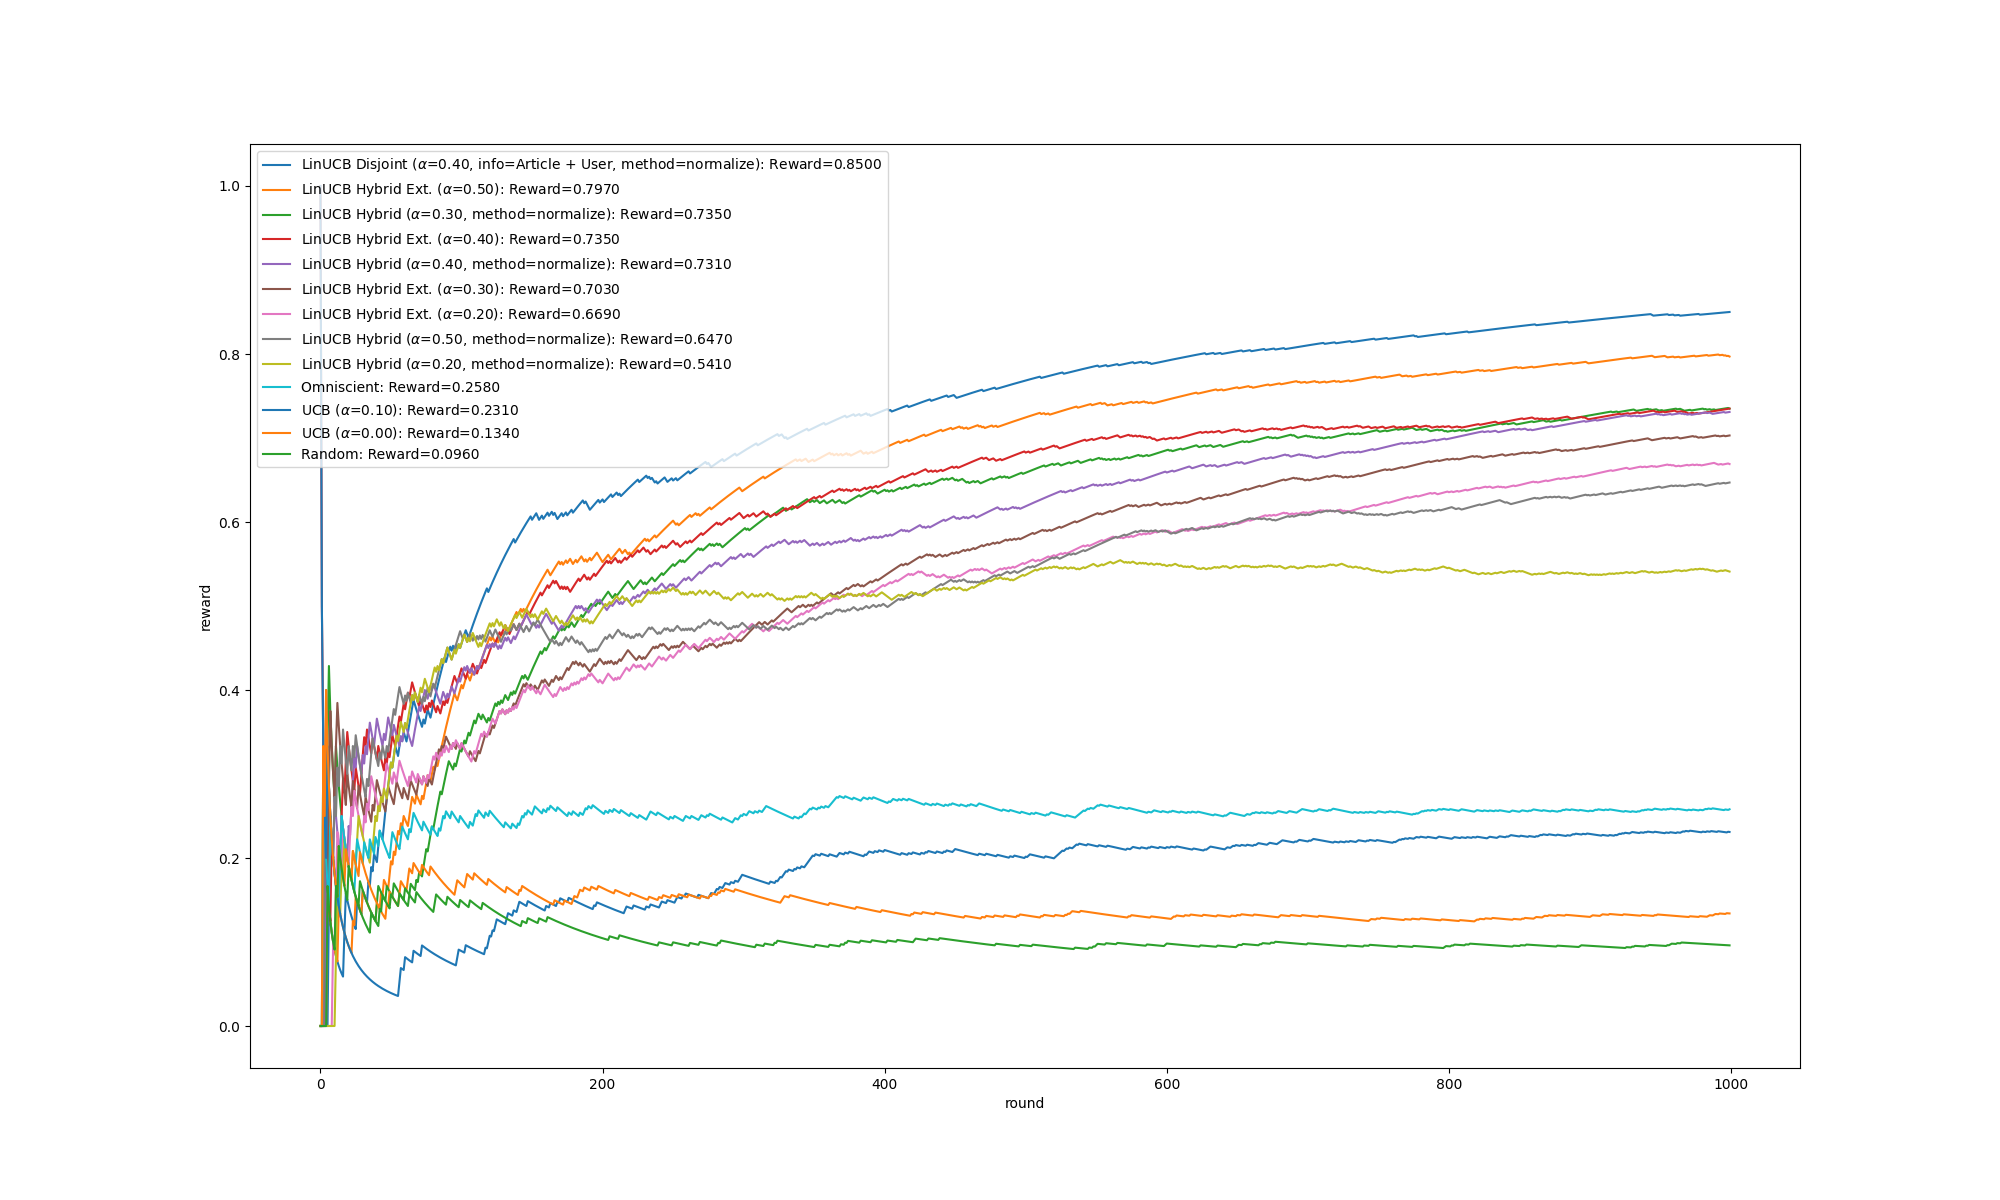 LinUCB Disjoint (α=0.40, info=Article + User, method=normalize): Reward=0.8500
LinUCB Hybrid Ext. (α=0.50): Reward=0.7970
LinUCB Hybrid (α=0.30, method=normalize): Reward=0.7350
LinUCB Hybrid Ext. (α=0.40): Reward=0.7350
LinUCB Hybrid (α=0.40, method=normalize): Reward=0.7310
LinUCB Hybrid Ext. (α=0.30): Reward=0.7030
LinUCB Hybrid Ext. (α=0.20): Reward=0.6690
LinUCB Hybrid (α=0.50, method=normalize): Reward=0.6470
LinUCB Hybrid (α=0.20, method=normalize): Reward=0.5410
Omniscient: Reward=0.2580
UCB (α=0.10): Reward=0.2310
UCB (α=0.00): Reward=0.1340
Random: Reward=0.0960
1.0
0.8
0.6
0.4
0.2
0.0
reward
0 200 400 600 800 1000
round